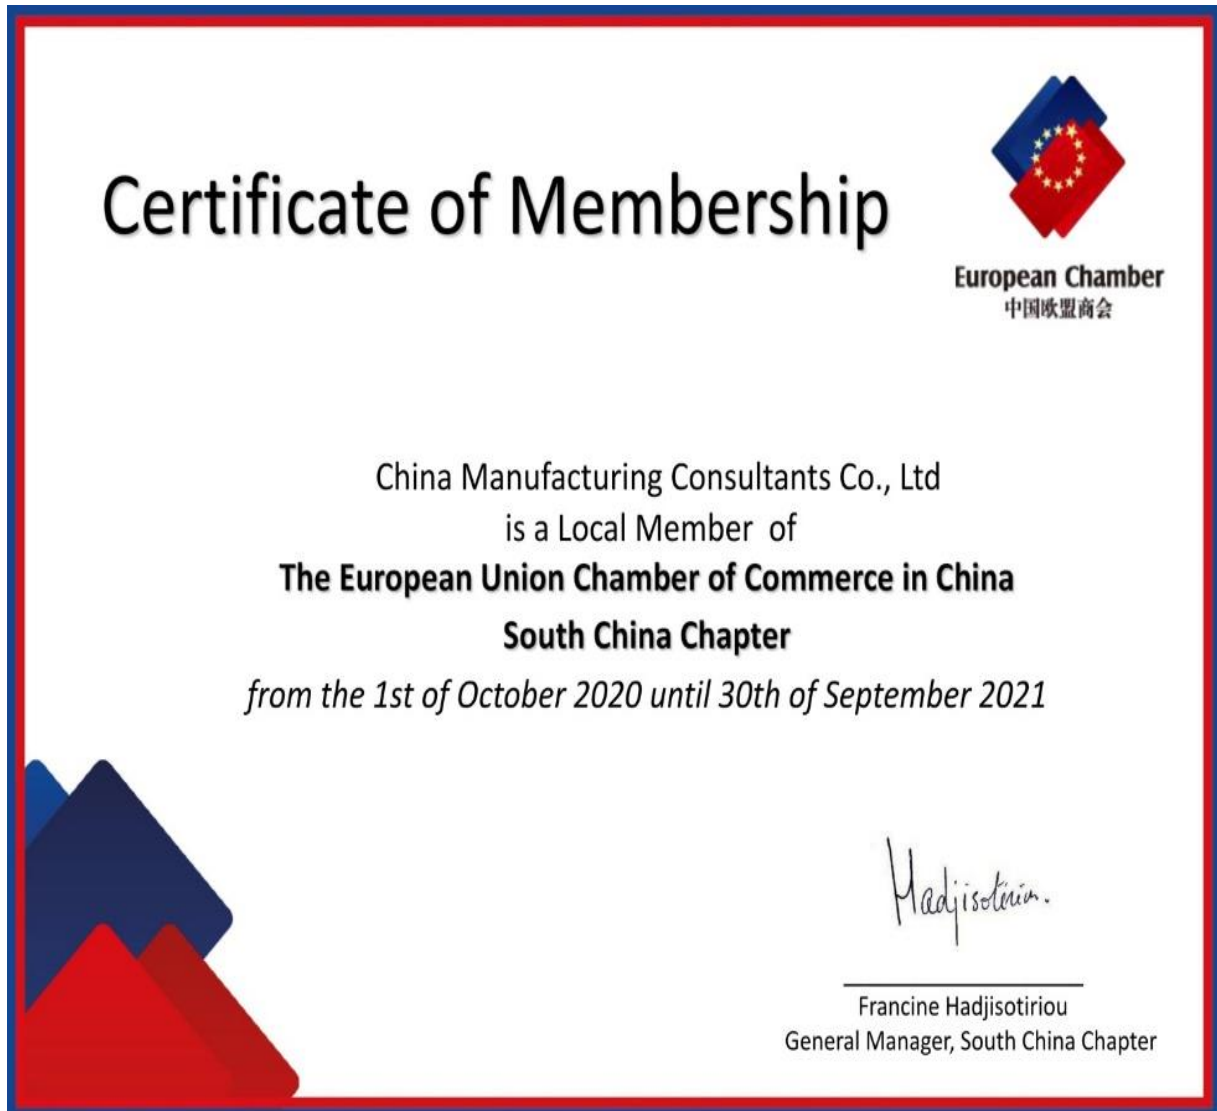 Certificate of Membership
European Chamber
中国欧盟商会
China Manufacturing Consultants Co., Ltd
is a Local Member of
The European Union Chamber of Commerce in China
South China Chapter
from the 1st of October 2020 until 30th of September 2021
Hadjisotiriou.
Francine Hadjisotiriou
General Manager, South China Chapter